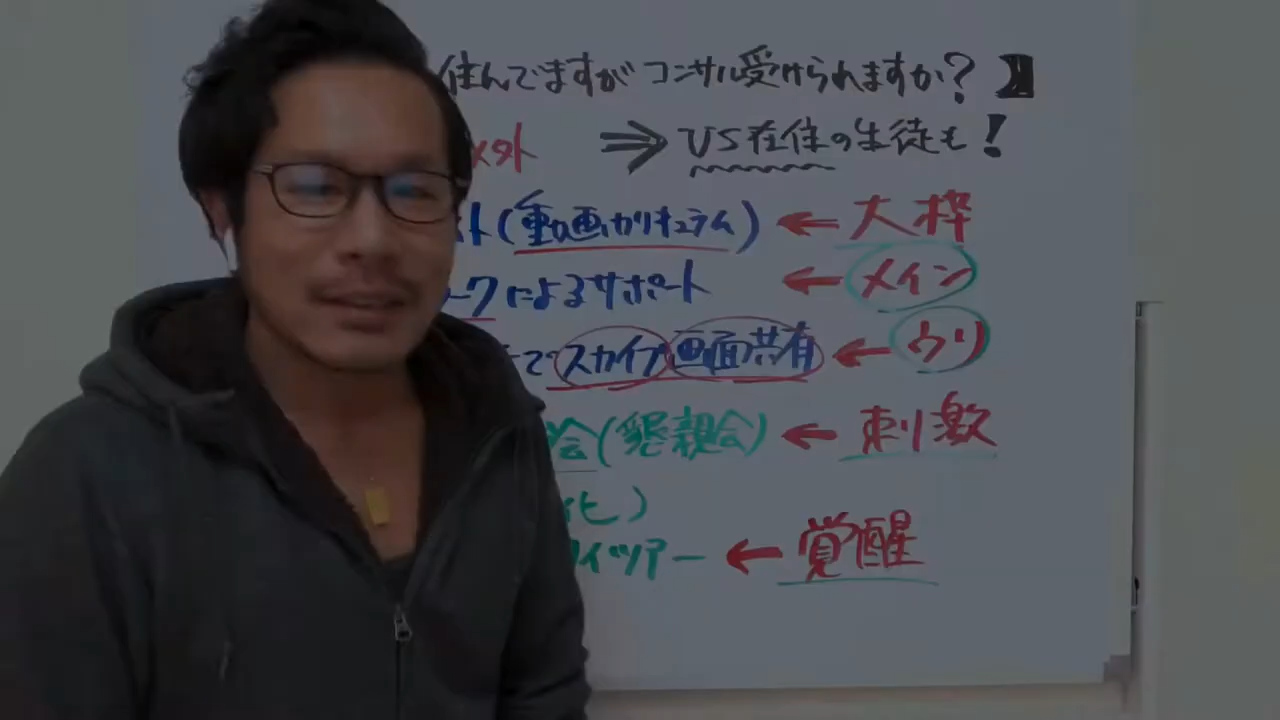 住んでますが コンサル受けられますか?】
外 ⇒ US在住の生徒も!
ト(動画カリキュラム) ← 大枠
ークによるサポート ← メイン
でスカイプ画面共有 ← ウリ
会(懇親会) ← 刺激
化)
イツアー ← 覚醒